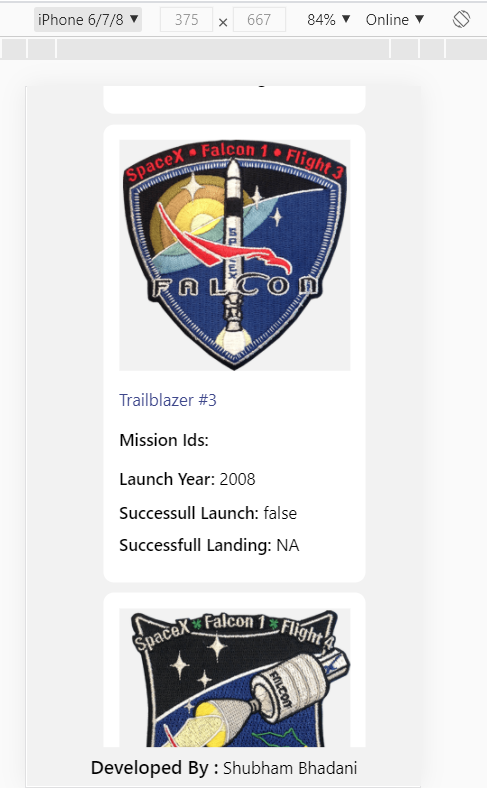 iPhone 6/7/8 ▼ 375 × 667 84% ▼ Online ▼
SpaceX • Falcon 1 • Flight 3
SPACEX
FALCON
Trailblazer #3
Mission Ids:
Launch Year: 2008
Successull Launch: false
Successfull Landing: NA
SpaceX Falcon 1 Flight 4
FALCON
Developed By : Shubham Bhadani